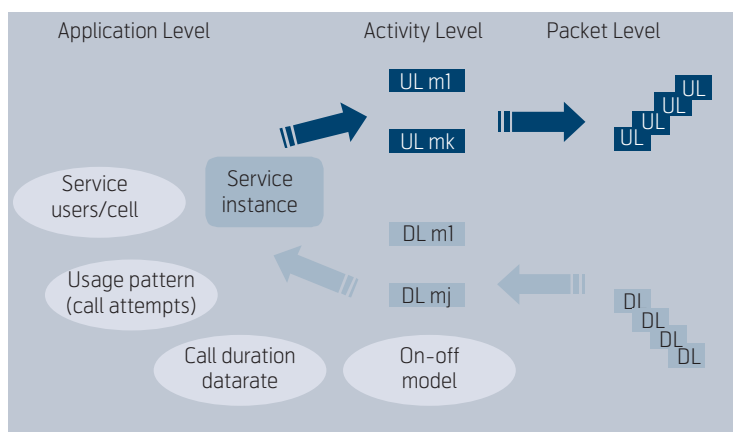 Application Level
Activity Level
Packet Level
UL m1
UL mk
UL
UL
UL
UL
Service
users/cell
Service
instance
DL m1
DL mj
Usage pattern
(call attempts)
DL
DL
DL
DL
Call duration
datarate
On-off
model